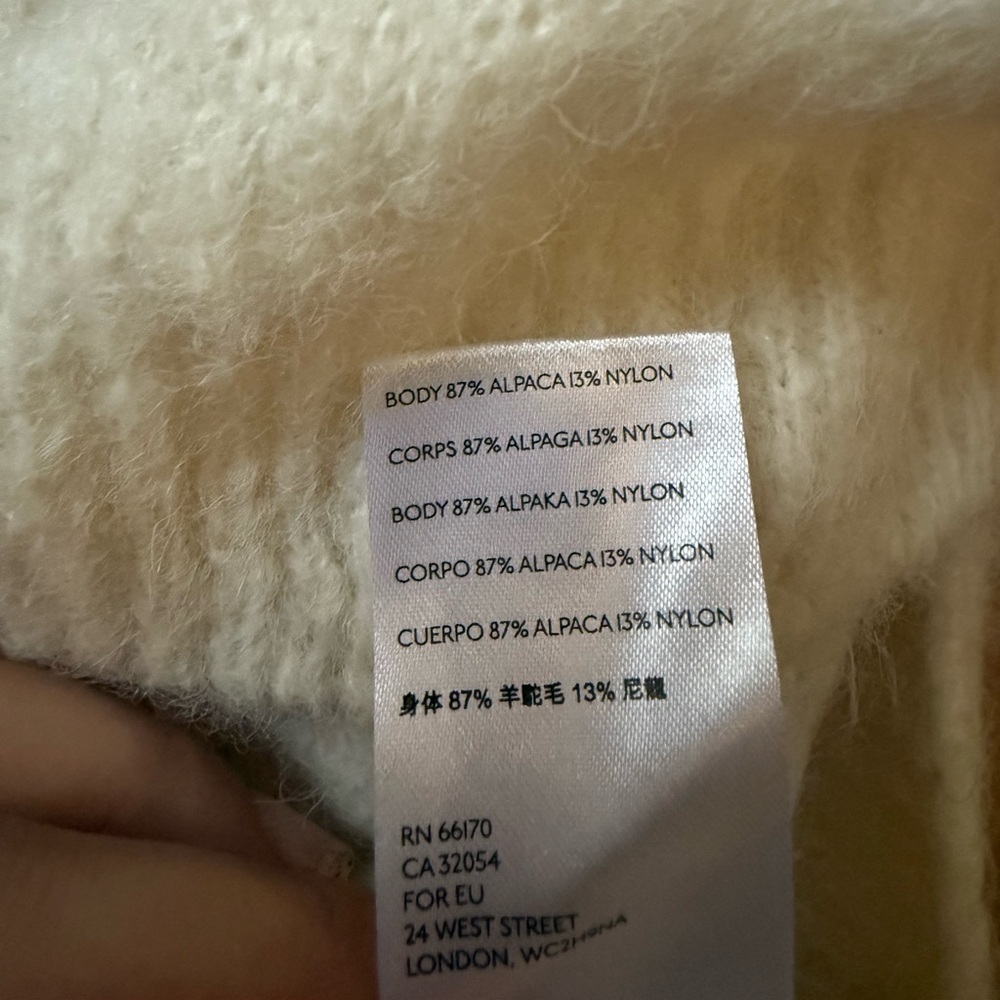 BODY 87% ALPACA 13% NYLON
CORPS 87% ALPAGA 13% NYLON
BODY 87% ALPAKA 13% NYLON
CORPO 87% ALPACA 13% NYLON
CUERPO 87% ALPACA 13% NYLON
身体 87% 羊駝毛 13% 尼龍
RN 66170
CA 32054
FOR EU
24 WEST STREET
LONDON, WC2H9NA